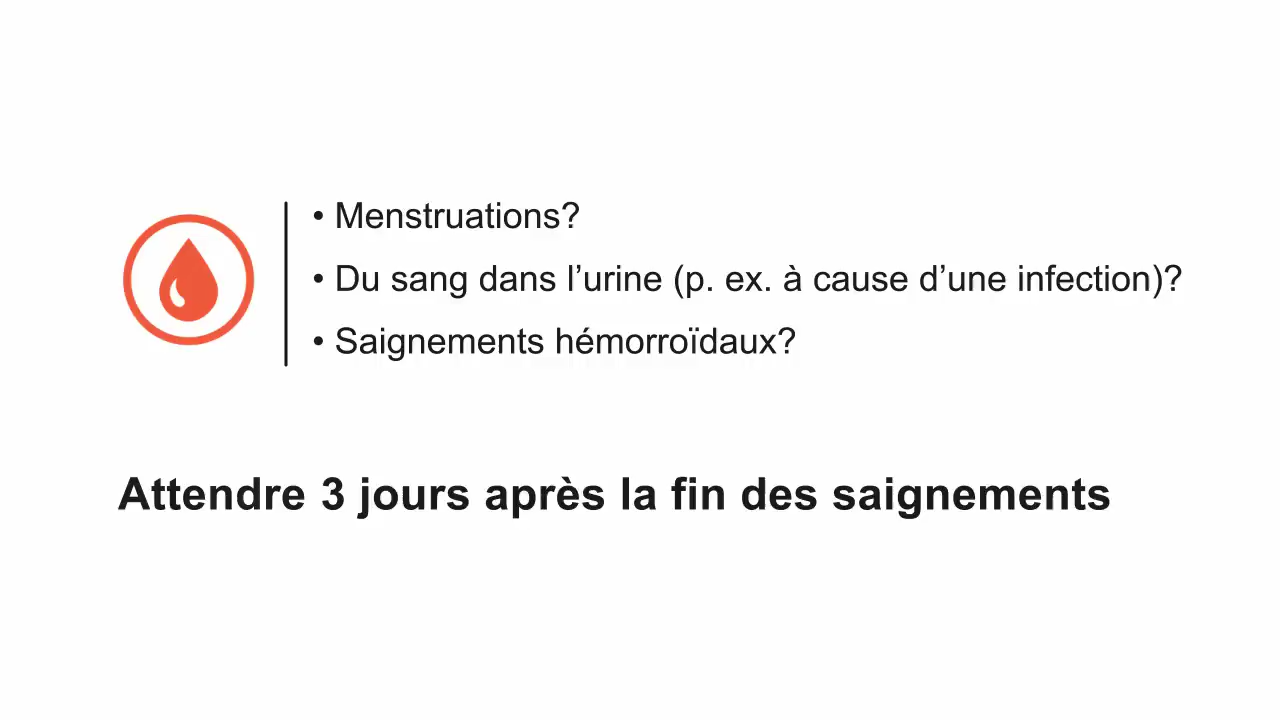 • Menstruations?
• Du sang dans l’urine (p. ex. à cause d’une infection)?
• Saignements hémorroïdaux?
Attendre 3 jours après la fin des saignements